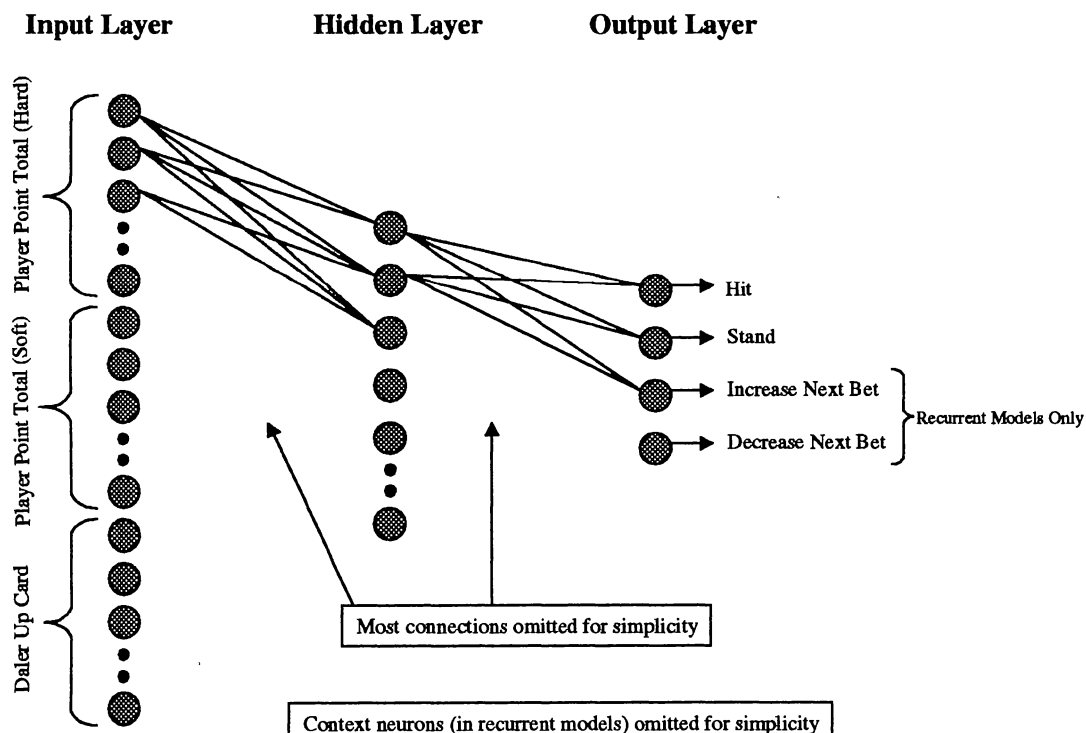 Input Layer
Hidden Layer
Output Layer
Player Point Total (Hard)
Player Point Total (Soft)
Daler Up Card
Hit
Stand
Increase Next Bet
Decrease Next Bet
Recurrent Models Only
Most connections omitted for simplicity
Context neurons (in recurrent models) omitted for simplicity